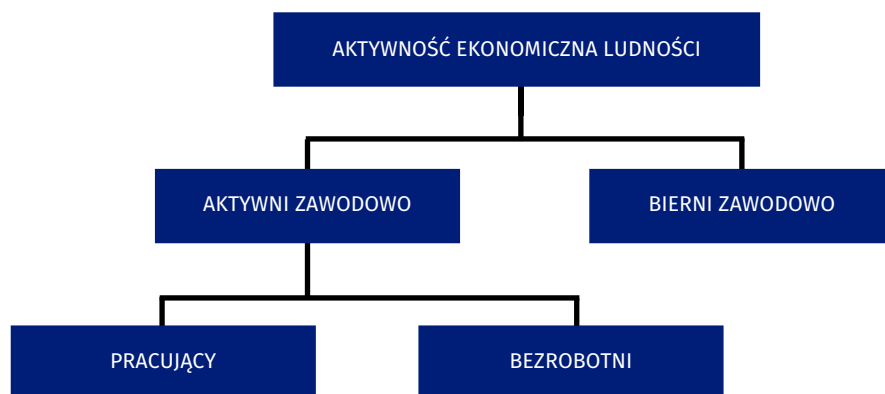 AKTYWNOŚĆ EKONOMICZNA LUDNOŚCI
AKTYWNI ZAWODOWO
BIERNI ZAWODOWO
PRACUJĄCY
BEZROBOTNI